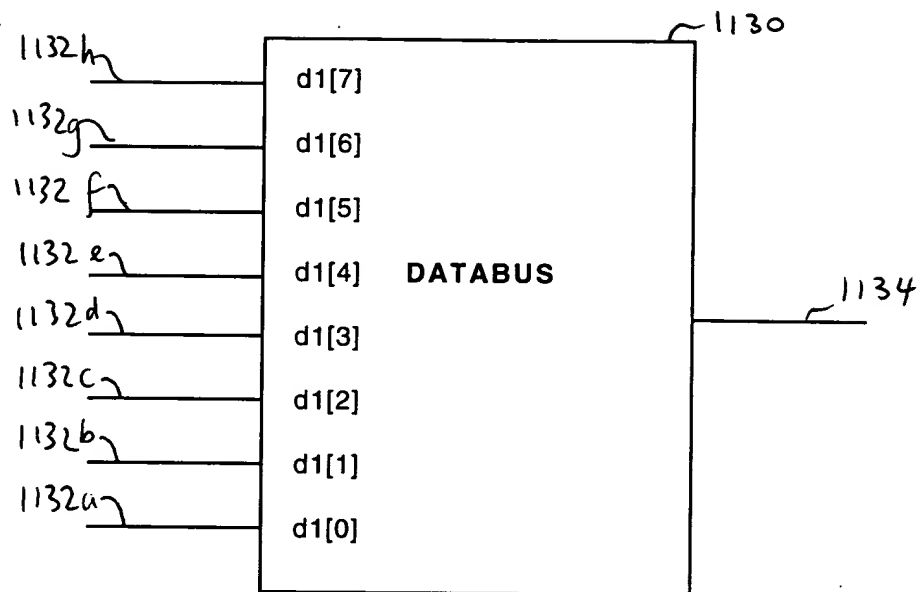 1130
1132h
d1[7]
1132g
d1[6]
1132f
d1[5]
1132e
d1[4]
DATABUS
1134
1132d
d1[3]
1132c
d1[2]
1132b
d1[1]
1132a
d1[0]